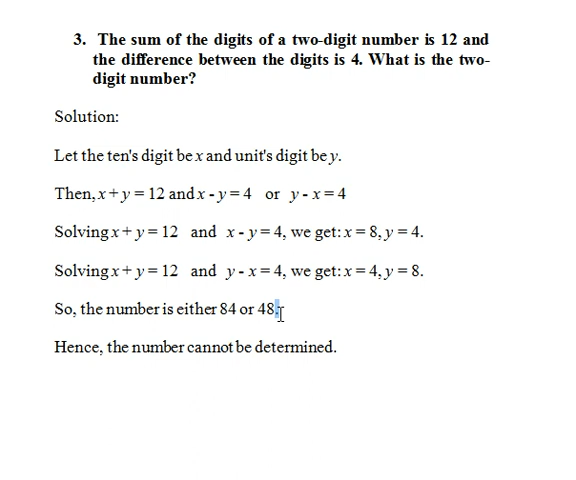 3. The sum of the digits of a two-digit number is 12 and
the difference between the digits is 4. What is the two-
digit number?
Solution:
Let the ten's digit be x and unit's digit be y.
Then, x + y = 12 and x - y = 4 or y - x = 4
Solving x + y = 12 and x - y = 4, we get: x = 8, y = 4.
Solving x + y = 12 and y - x = 4, we get: x = 4, y = 8.
So, the number is either 84 or 48.
Hence, the number cannot be determined.